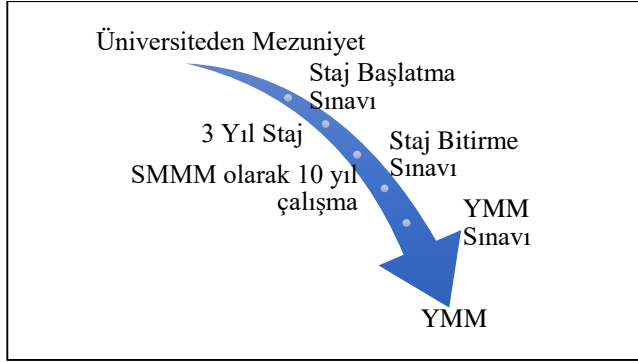 Üniversiteden Mezuniyet
Staj Başlatma
Sınavı
3 Yıl Staj
Staj Bitirme
Sınavı
SMMM olarak 10 yıl
çalışma
YMM
Sınavı
YMM